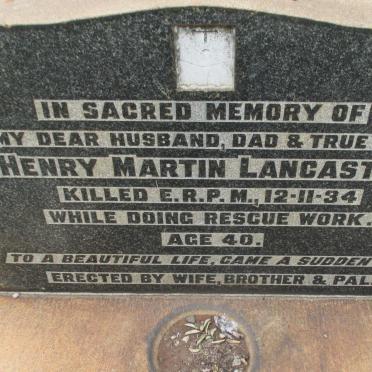 IN SACRED MEMORY OF
MY DEAR HUSBAND, DAD & TRUE
HENRY MARTIN LANCAST
KILLED E.R.P.M., 12-11-34
WHILE DOING RESCUE WORK.
AGE 40.
TO A BEAUTIFUL LIFE, CAME A SUDDEN
ERECTED BY WIFE, BROTHER & PAL